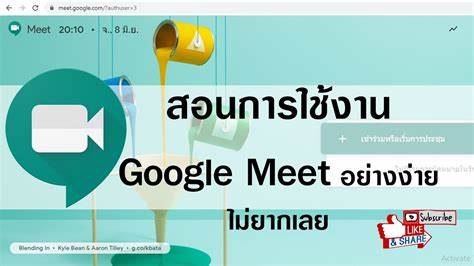 meet.google.com/?authuser=3
Meet 20:10 • จ., 8 มิ.ย.
สอนการใช้งาน
+ เข้าร่วมหรือเริ่มการประชุม
Google Meet อย่างง่าย
ไม่ยากเลย
Subscribe
LIKE
& SHARE
Blending in • Kyle Bean & Aaron Tilley • g.co/kbata
Activate